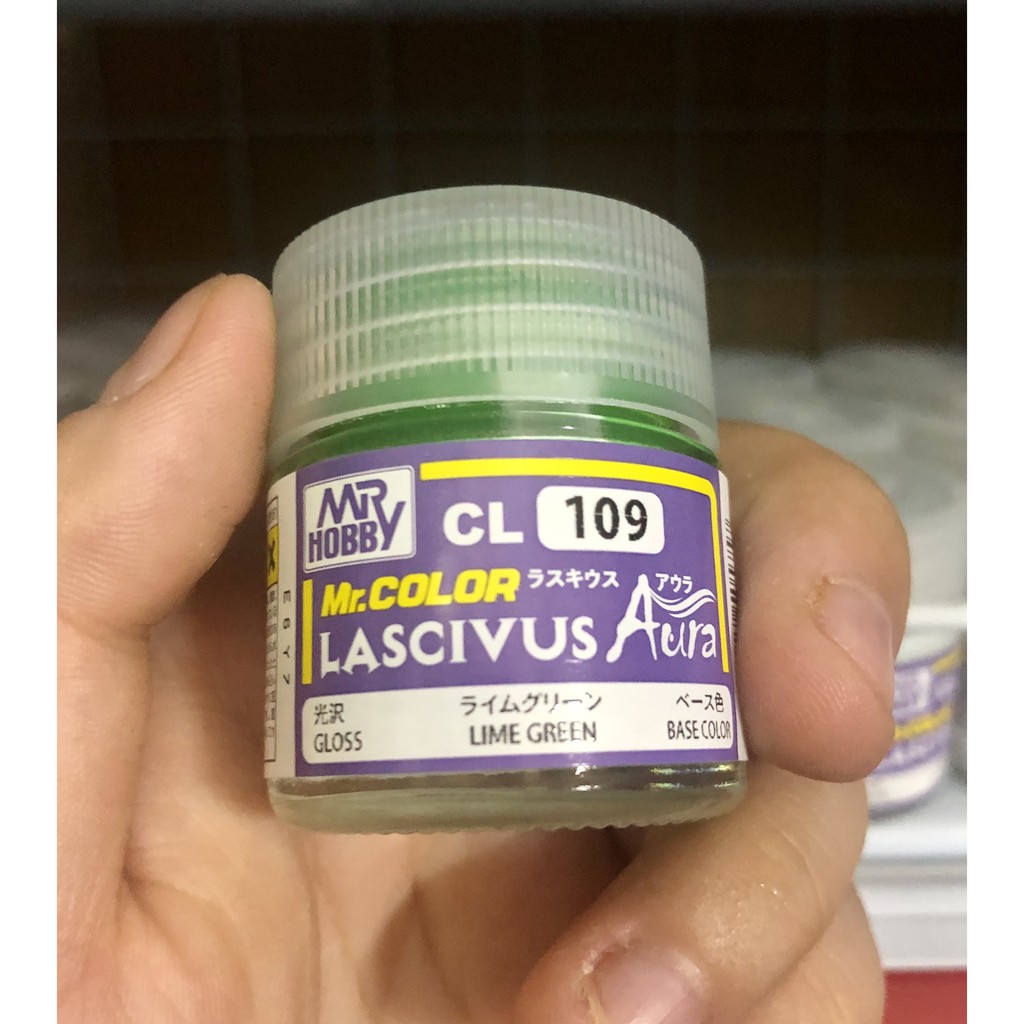 MR HOBBY
CL 109
Mr.COLOR ラスキウス アウラ
LASCIVUS Aura
光沢 ライムグリーン ベース色
GLOSS LIME GREEN BASE COLOR
E6Y7